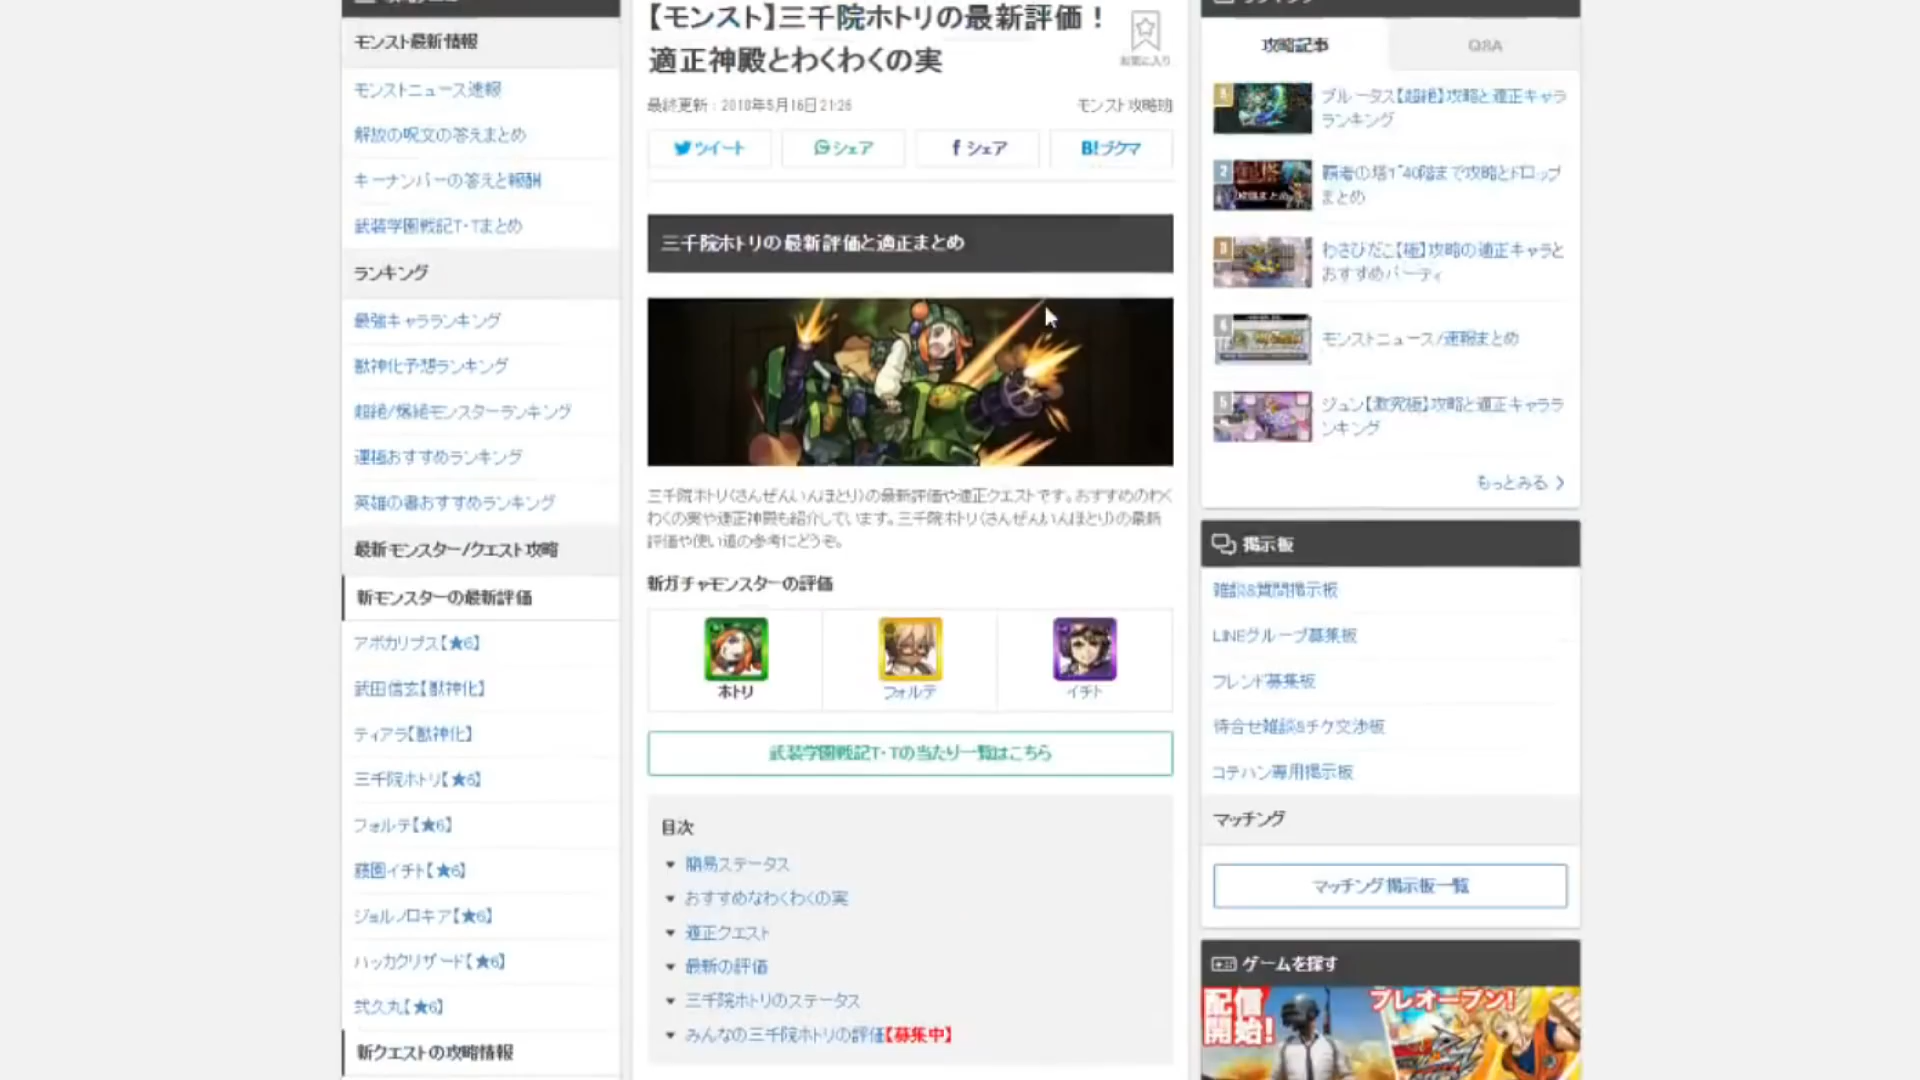 モンスト最新情報
モンストニュース速報
解放の呪文の答えまとめ
キーナンバーの答えと報酬
武装学園戦記T・Tまとめ
ランキング
最強キャラランキング
獣神化予想ランキング
超絶/爆絶モンスターランキング
運極おすすめランキング
英雄の書おすすめランキング
最新モンスター/クエスト攻略
新モンスターの最新評価
アポカリプス【★6】
武田信玄【獣神化】
ティアラ【獣神化】
三千院ホトリ【★6】
フォルテ【★6】
藤園イチト【★6】
ジョルノロキア【★6】
ハッカクリザード【★6】
弐久丸【★6】
新クエストの攻略情報
【モンスト】三千院ホトリの最新評価！
適正神殿とわくわくの実
お気に入り
最終更新 : 2018年5月16日 21:26
モンスト攻略班
ツイート
シェア
f シェア
B!ブクマ
三千院ホトリの最新評価と適正まとめ
三千院ホトリ(さんぜんいんほとり)の最新評価や適正クエストです。おすすめのわく
わくの実や適正神殿も紹介しています。三千院ホトリ(さんぜんいんほとり)の最新
評価や使い道の参考にどうぞ。
新ガチャモンスターの評価
ホトリ
フォルテ
イチト
武装学園戦記T・Tの当たり一覧はこちら
目次
簡易ステータス
おすすめなわくわくの実
適正クエスト
最新の評価
三千院ホトリのステータス
みんなの三千院ホトリの評価【募集中】
攻略記事
Q&A
ブルータス【超絶】攻略と適正キャラ
ランキング
2
覇者の塔1~40階まで攻略とドロップ
まとめ
3
わさびだこ【極】攻略の適正キャラと
おすすめパーティ
4
モンストニュース/速報まとめ
5
ジュン【激究極】攻略と適正キャララ
ンキング
もっとみる
掲示板
雑談&質問掲示板
LINEグループ募集板
フレンド募集板
待合せ雑談&チケ交渉板
コテハン専用掲示板
マッチング
マッチング掲示板一覧
ゲームを探す
配信
開始!
プレオープン!